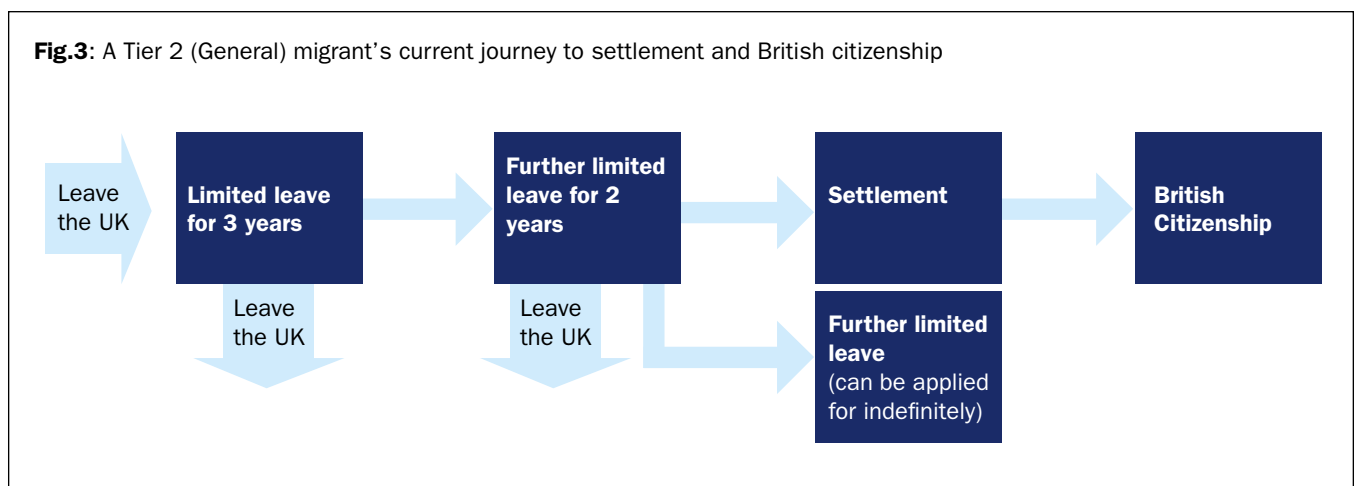 Fig.3: A Tier 2 (General) migrant's current journey to settlement and British citizenship
Leave
the UK
Limited leave
for 3 years
Further limited
leave for 2
years
Settlement
British
Citizenship
Leave
the UK
Leave
the UK
Further limited
leave
(can be applied
for indefinitely)